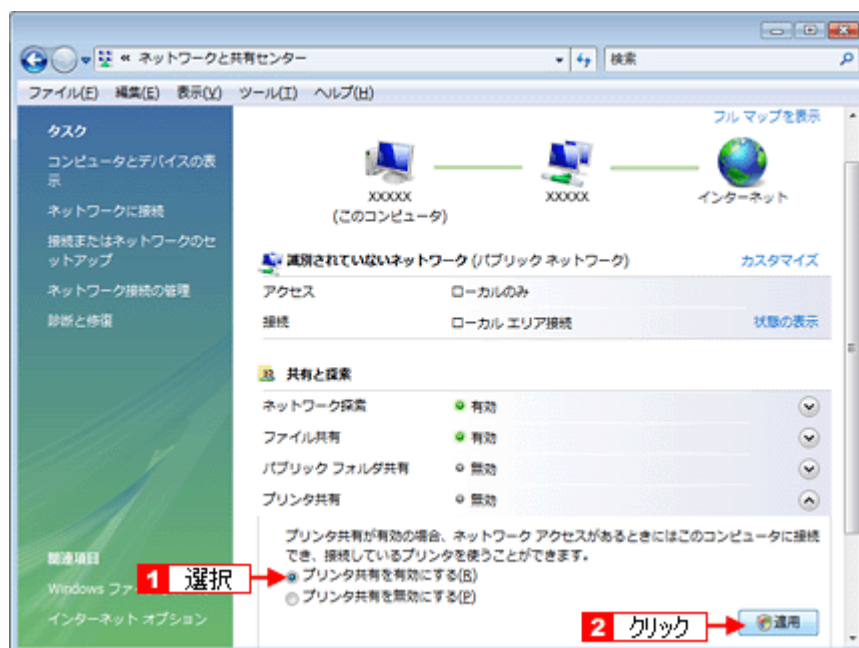 « ネットワークと共有センター
検索
ファイル(E) 編集(E) 表示(V) ツール(T) ヘルプ(H)
タスク
コンピュータとデバイスの表
示
ネットワークに接続
接続またはネットワークのセ
ットアップ
ネットワーク接続の管理
診断と修復
関連項目
Windows ファ
インターネット オプション
フル マップを表示
XXXXX
(このコンピュータ)
XXXXX
インターネット
識別されていないネットワーク (パブリック ネットワーク)
カスタマイズ
アクセス ローカルのみ
接続 ローカル エリア接続 状態の表示
共有と探索
ネットワーク探索 有効
ファイル共有 有効
パブリック フォルダ共有 無効
プリンタ共有 無効
プリンタ共有が有効の場合、ネットワーク アクセスがあるときにはこのコンピュータに接続
でき、接続しているプリンタを使うことができます。
1 選択
プリンタ共有を有効にする(R)
プリンタ共有を無効にする(P)
2 クリック
適用